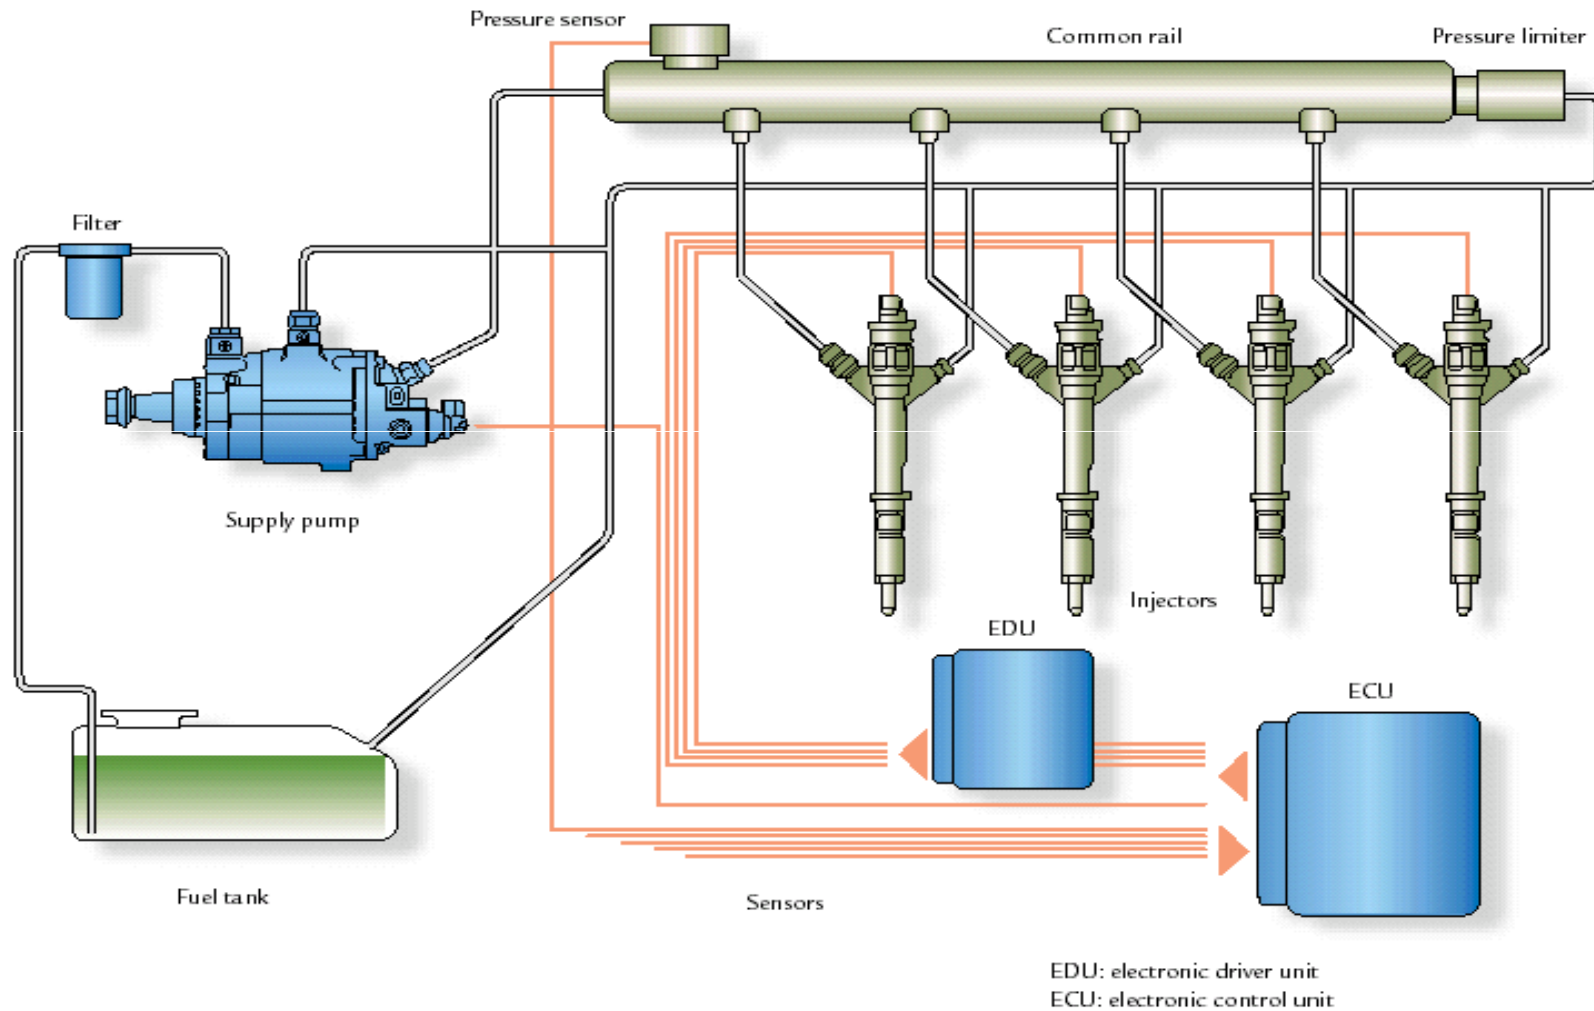 Pressure sensor
Common rail
Pressure limiter
Filter
Supply pump
Injectors
EDU
ECU
Fuel tank
Sensors
EDU: electronic driver unit
ECU: electronic control unit